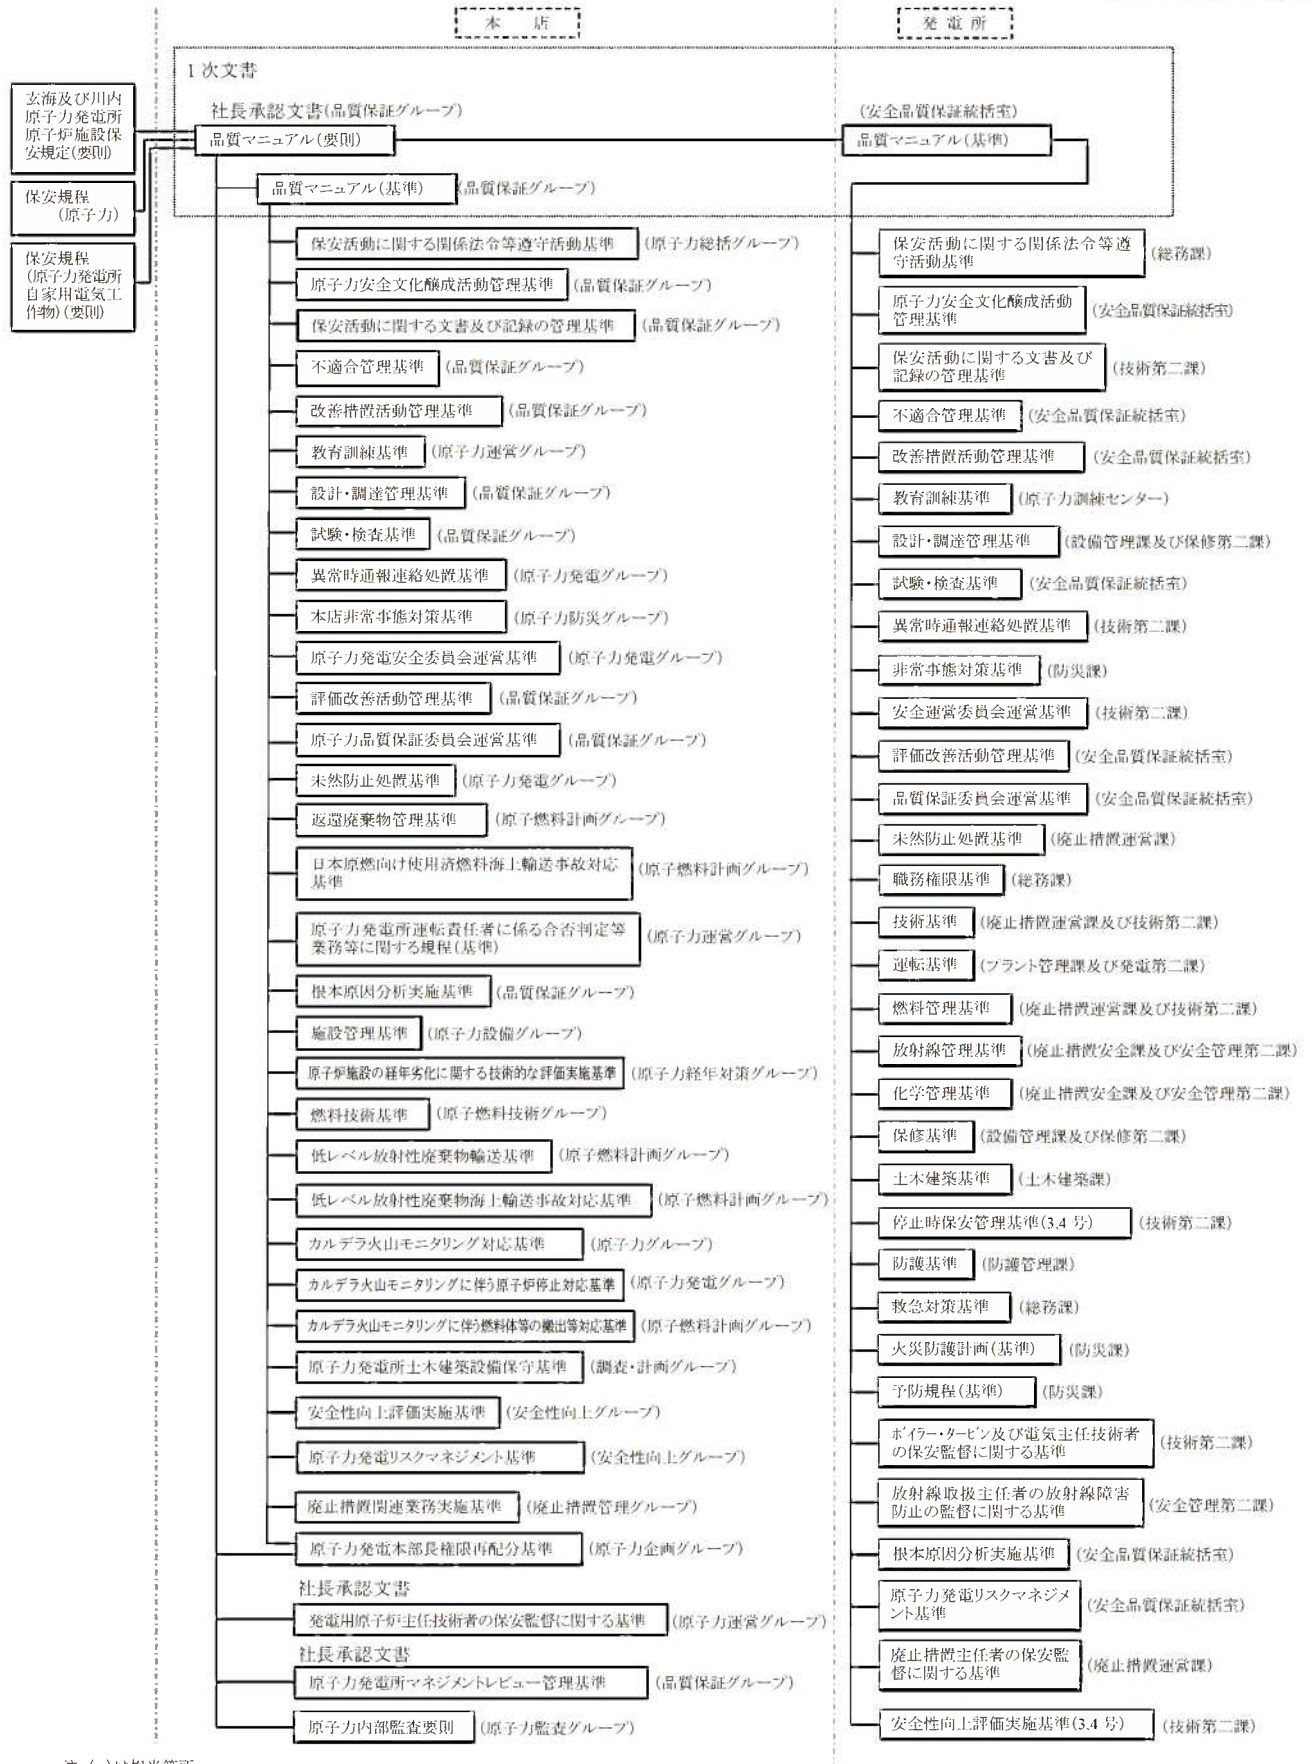 本　店
発 電 所
1 次文書
玄海及び川内
原子力発電所
原子炉施設保
安規定(要則)
保安規程
(原子力)
保安規程
(原子力発電所
自家用電気工
作物)(要則)
社長承認文書(品質保証グループ)
品質マニュアル(要則)
品質マニュアル(基準) (品質保証グループ)
保安活動に関する関係法令等遵守活動基準 (原子力総括グループ)
原子力安全文化醸成活動管理基準 (品質保証グループ)
保安活動に関する文書及び記録の管理基準 (品質保証グループ)
不適合管理基準 (品質保証グループ)
改善措置活動管理基準 (品質保証グループ)
教育訓練基準 (原子力運営グループ)
設計・調達管理基準 (品質保証グループ)
試験・検査基準 (品質保証グループ)
異常時通報連絡処置基準 (原子力発電グループ)
本店非常事態対策基準 (原子力防災グループ)
原子力発電安全委員会運営基準 (原子力発電グループ)
評価改善活動管理基準 (品質保証グループ)
原子力品質保証委員会運営基準 (品質保証グループ)
未然防止処置基準 (原子力発電グループ)
返還廃棄物管理基準 (原子燃料計画グループ)
日本原燃向け使用済燃料海上輸送事故対応
基準 (原子燃料計画グループ)
原子力発電所運転責任者に係る合否判定等
業務等に関する規程(基準) (原子力運営グループ)
根本原因分析実施基準 (品質保証グループ)
施設管理基準 (原子力設備グループ)
原子炉施設の経年劣化に関する技術的な評価実施基準 (原子力経年対策グループ)
燃料技術基準 (原子燃料技術グループ)
低レベル放射性廃棄物輸送基準 (原子燃料計画グループ)
低レベル放射性廃棄物海上輸送事故対応基準 (原子燃料計画グループ)
カルデラ火山モニタリング対応基準 (原子力グループ)
カルデラ火山モニタリングに伴う原子炉停止対応基準 (原子力発電グループ)
カルデラ火山モニタリングに伴う燃料体等の搬出等対応基準 (原子燃料計画グループ)
原子力発電所土木建築設備保守基準 (調査・計画グループ)
安全性向上評価実施基準 (安全性向上グループ)
原子力発電リスクマネジメント基準 (安全性向上グループ)
廃止措置関連業務実施基準 (廃止措置管理グループ)
原子力発電本部長権限再配分基準 (原子力企画グループ)
社長承認文書
発電用原子炉主任技術者の保安監督に関する基準 (原子力運営グループ)
社長承認文書
原子力発電所マネジメントレビュー管理基準 (品質保証グループ)
原子力内部監査要則 (原子力監査グループ)
(安全品質保証統括室)
品質マニュアル(基準)
保安活動に関する関係法令等遵
守活動基準 (総務課)
原子力安全文化醸成活動
管理基準 (安全品質保証統括室)
保安活動に関する文書及び
記録の管理基準 (技術第二課)
不適合管理基準 (安全品質保証統括室)
改善措置活動管理基準 (安全品質保証統括室)
教育訓練基準 (原子力訓練センター)
設計・調達管理基準 (設備管理課及び保修第二課)
試験・検査基準 (安全品質保証統括室)
異常時通報連絡処置基準 (技術第二課)
非常事態対策基準 (防災課)
安全運営委員会運営基準 (技術第二課)
評価改善活動管理基準 (安全品質保証統括室)
品質保証委員会運営基準 (安全品質保証統括室)
未然防止処置基準 (廃止措置運営課)
職務権限基準 (総務課)
技術基準 (廃止措置運営課及び技術第二課)
運転基準 (プラント管理課及び発電第二課)
燃料管理基準 (廃止措置運営課及び技術第二課)
放射線管理基準 (廃止措置安全課及び安全管理第二課)
化学管理基準 (廃止措置安全課及び安全管理第二課)
保修基準 (設備管理課及び保修第二課)
土木建築基準 (土木建築課)
停止時保安管理基準(3,4 号) (技術第二課)
防護基準 (防護管理課)
救急対策基準 (総務課)
火災防護計画(基準) (防災課)
予防規程(基準) (防災課)
ボイラー・タービン及び電気主任技術者
の保安監督に関する基準 (技術第二課)
放射線取扱主任者の放射線障害
防止の監督に関する基準 (安全管理第二課)
根本原因分析実施基準 (安全品質保証統括室)
原子力発電リスクマネジメ
ント基準 (安全品質保証統括室)
廃止措置主任者の保安監
督に関する基準 (廃止措置運営課)
安全性向上評価実施基準(3,4 号) (技術第二課)